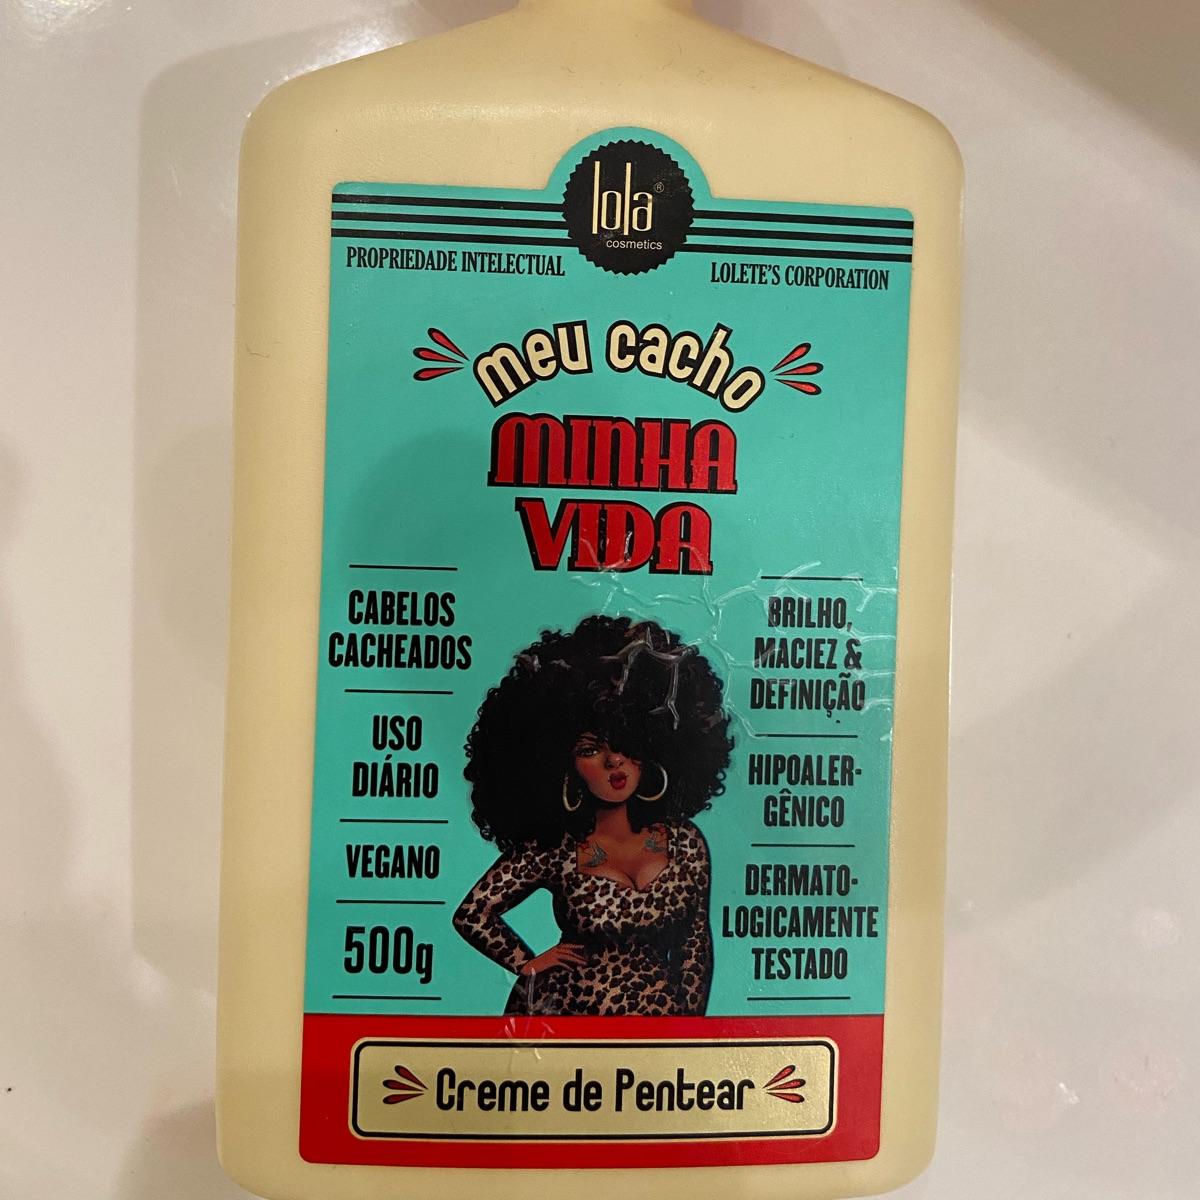 lola®
cosmetics
PROPRIEDADE INTELECTUAL
LOLETE'S CORPORATION
meu cacho
MINHA
VIDA
CABELOS
CACHEADOS
USO
DIÁRIO
VEGANO
500g
BRILHO,
MACIEZ &
DEFINIÇÃO
HIPOALER-
GÊNICO
DERMATO-
LOGICAMENTE
TESTADO
Creme de Pentear